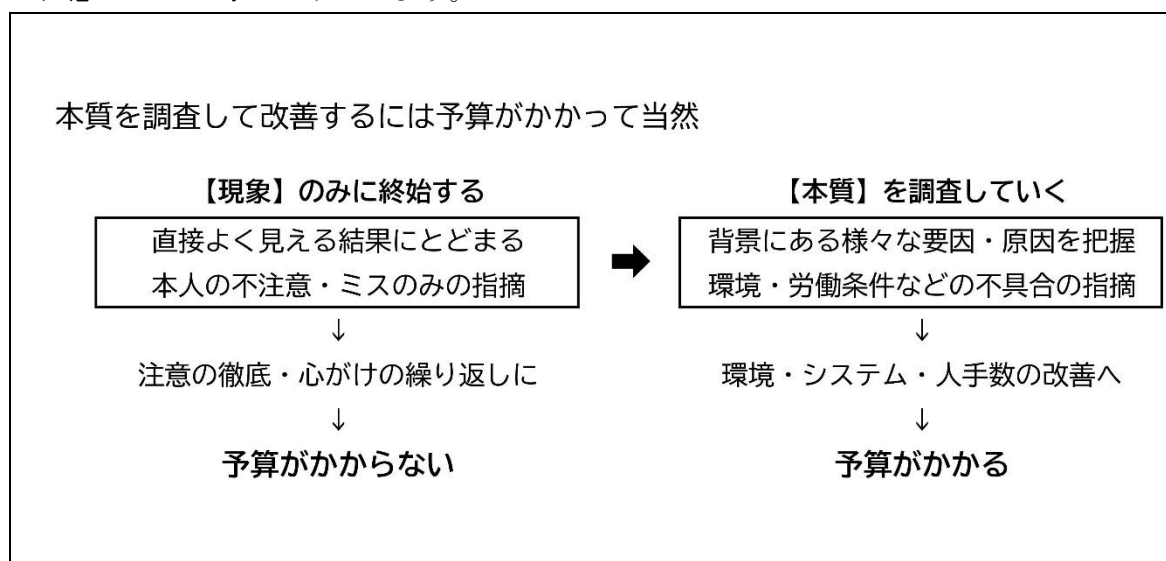 本質を調査して改善するには予算がかかって当然
【現象】のみに終始する
直接よく見える結果にとどまる
本人の不注意・ミスのみの指摘
↓
注意の徹底・心がけの繰り返しに
↓
予算がかからない
➡
【本質】を調査していく
背景にある様々な要因・原因を把握
環境・労働条件などの不具合の指摘
↓
環境・システム・人手数の改善へ
↓
予算がかかる